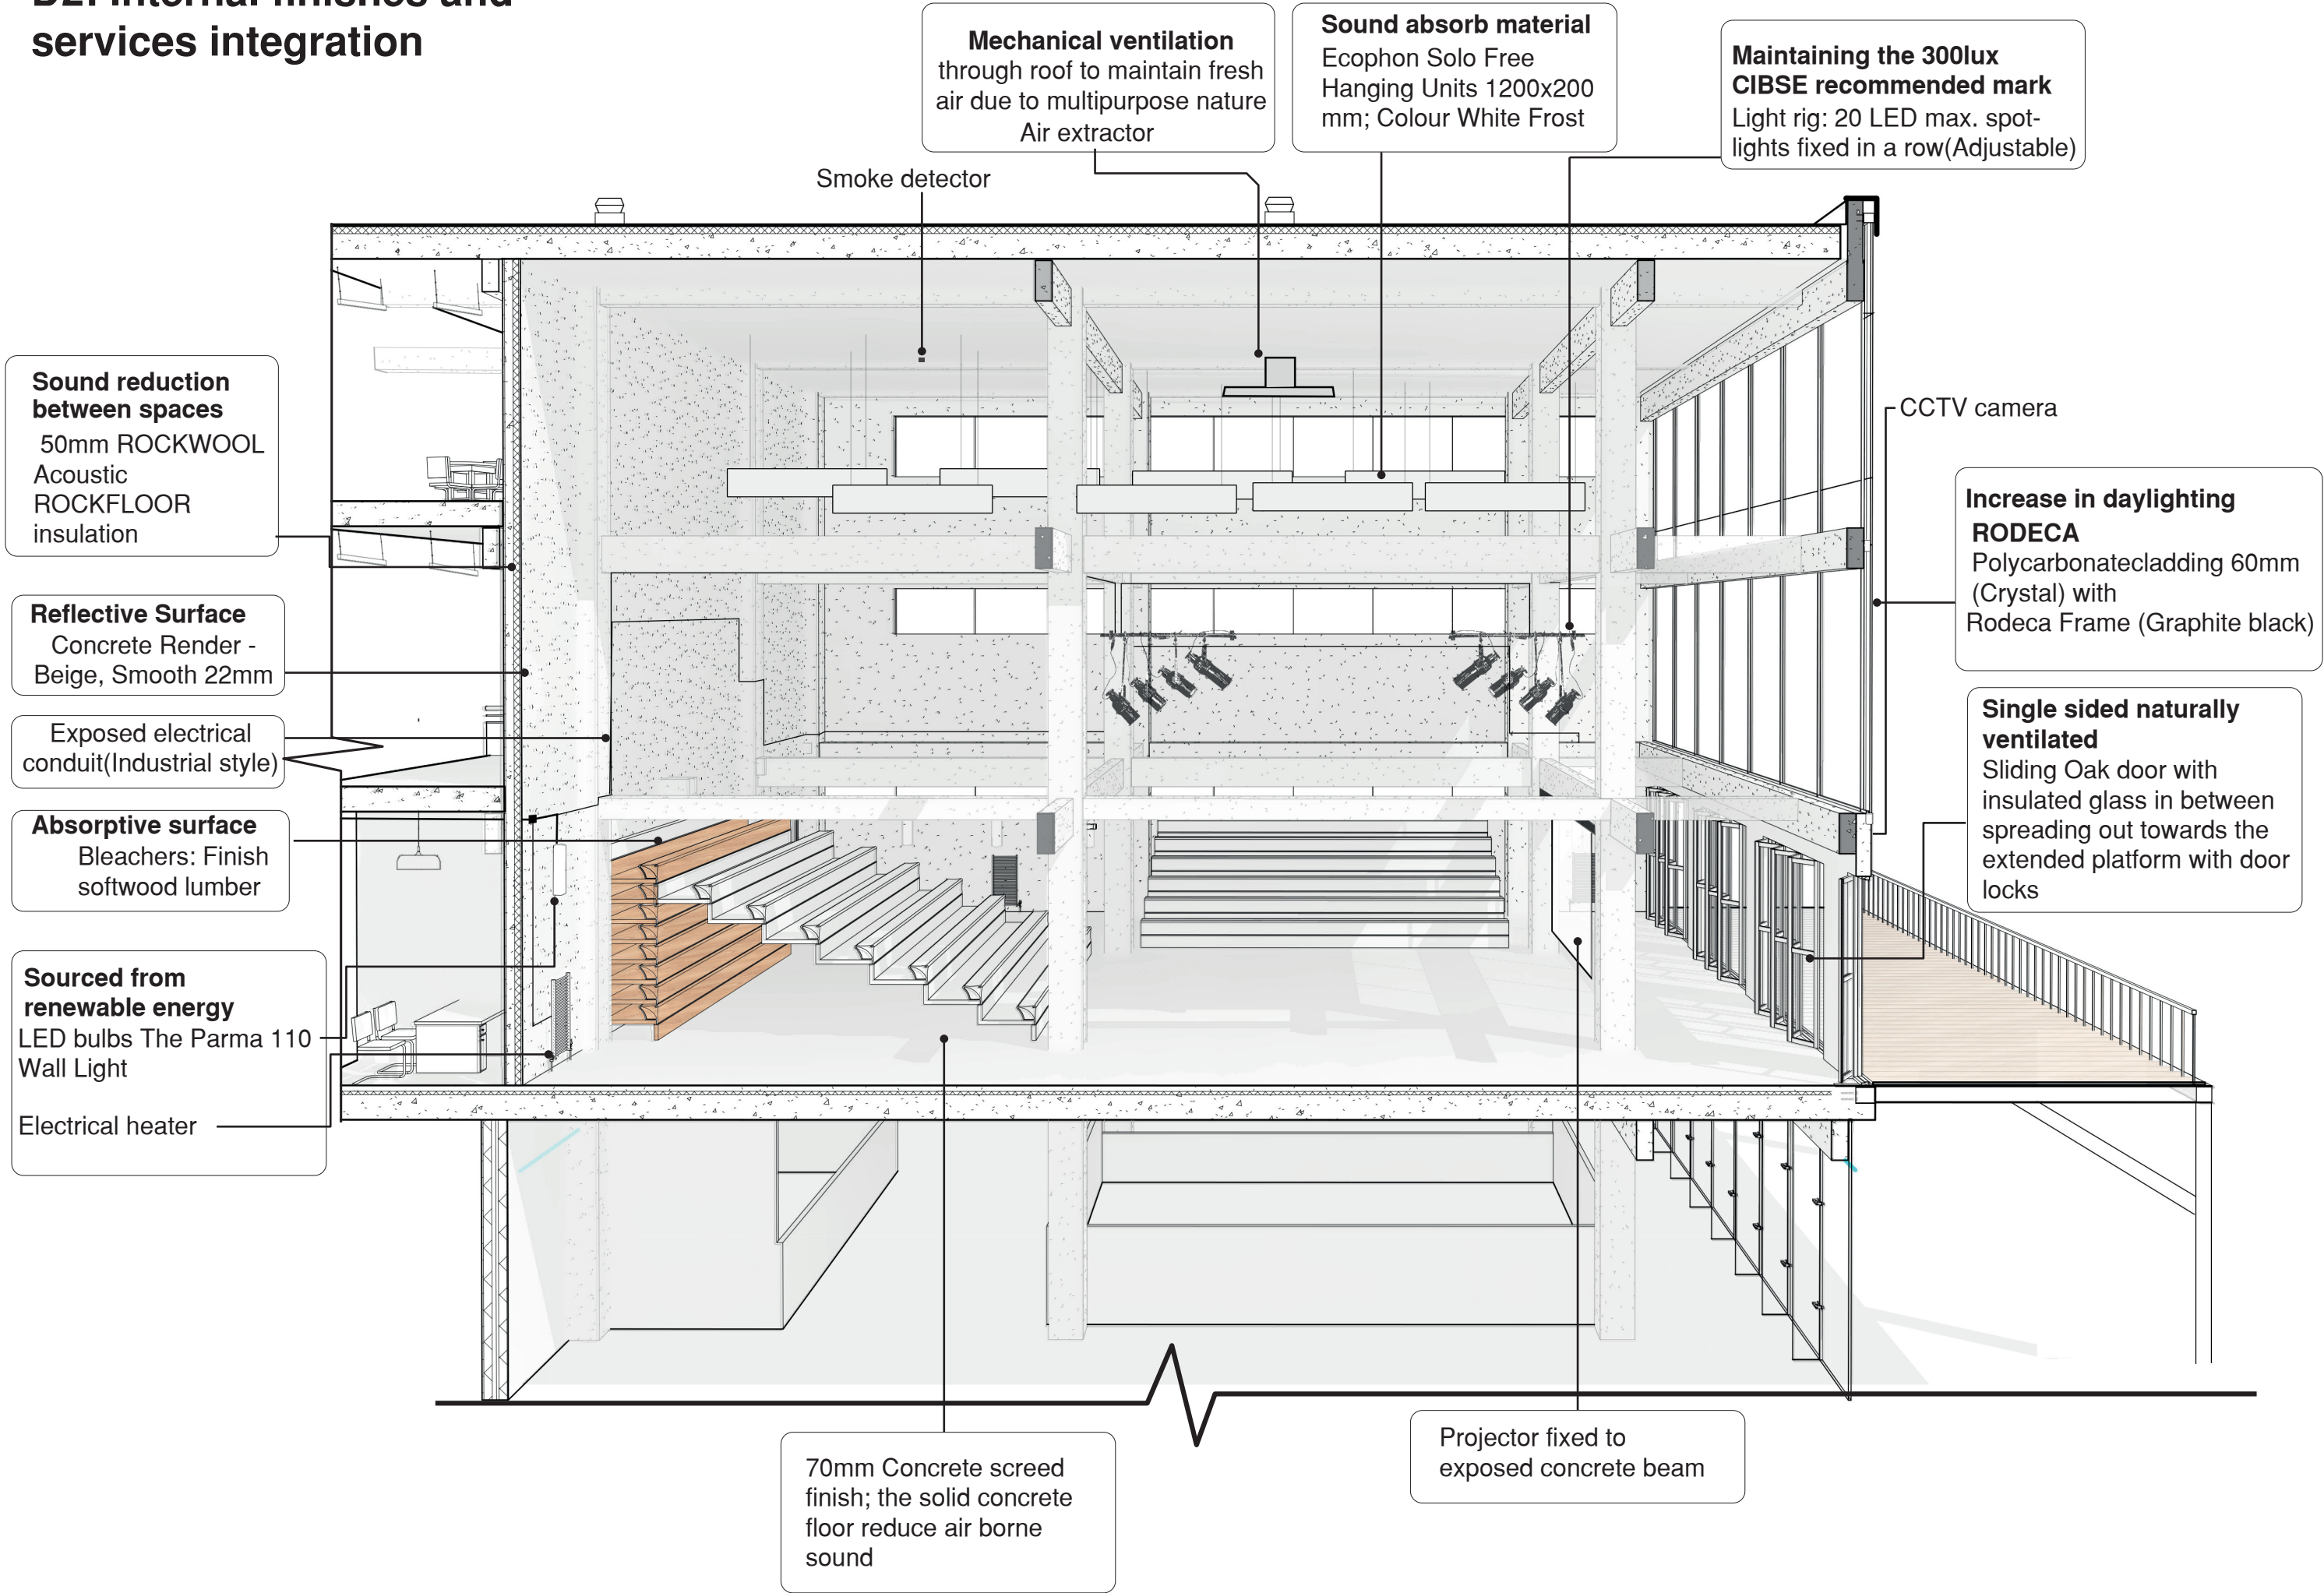 D2. Internal finishes and
services integration
Mechanical ventilation
through roof to maintain fresh
air due to multipurpose nature
Air extractor
Sound absorb material
Ecophon Solo Free
Hanging Units 1200x200
mm; Colour White Frost
Maintaining the 300lux
CIBSE recommended mark
Light rig: 20 LED max. spot-
lights fixed in a row(Adjustable)
Smoke detector
Sound reduction
between spaces
50mm ROCKWOOL
Acoustic
ROCKFLOOR
insulation
CCTV camera
Increase in daylighting
RODECA
Polycarbonatecladding 60mm
(Crystal) with
Rodeca Frame (Graphite black)
Reflective Surface
Concrete Render -
Beige, Smooth 22mm
Exposed electrical
conduit(Industrial style)
Single sided naturally
ventilated
Sliding Oak door with
insulated glass in between
spreading out towards the
extended platform with door
locks
Absorptive surface
Bleachers: Finish
softwood lumber
Sourced from
renewable energy
LED bulbs The Parma 110
Wall Light
Electrical heater
70mm Concrete screed
finish; the solid concrete
floor reduce air borne
sound
Projector fixed to
exposed concrete beam